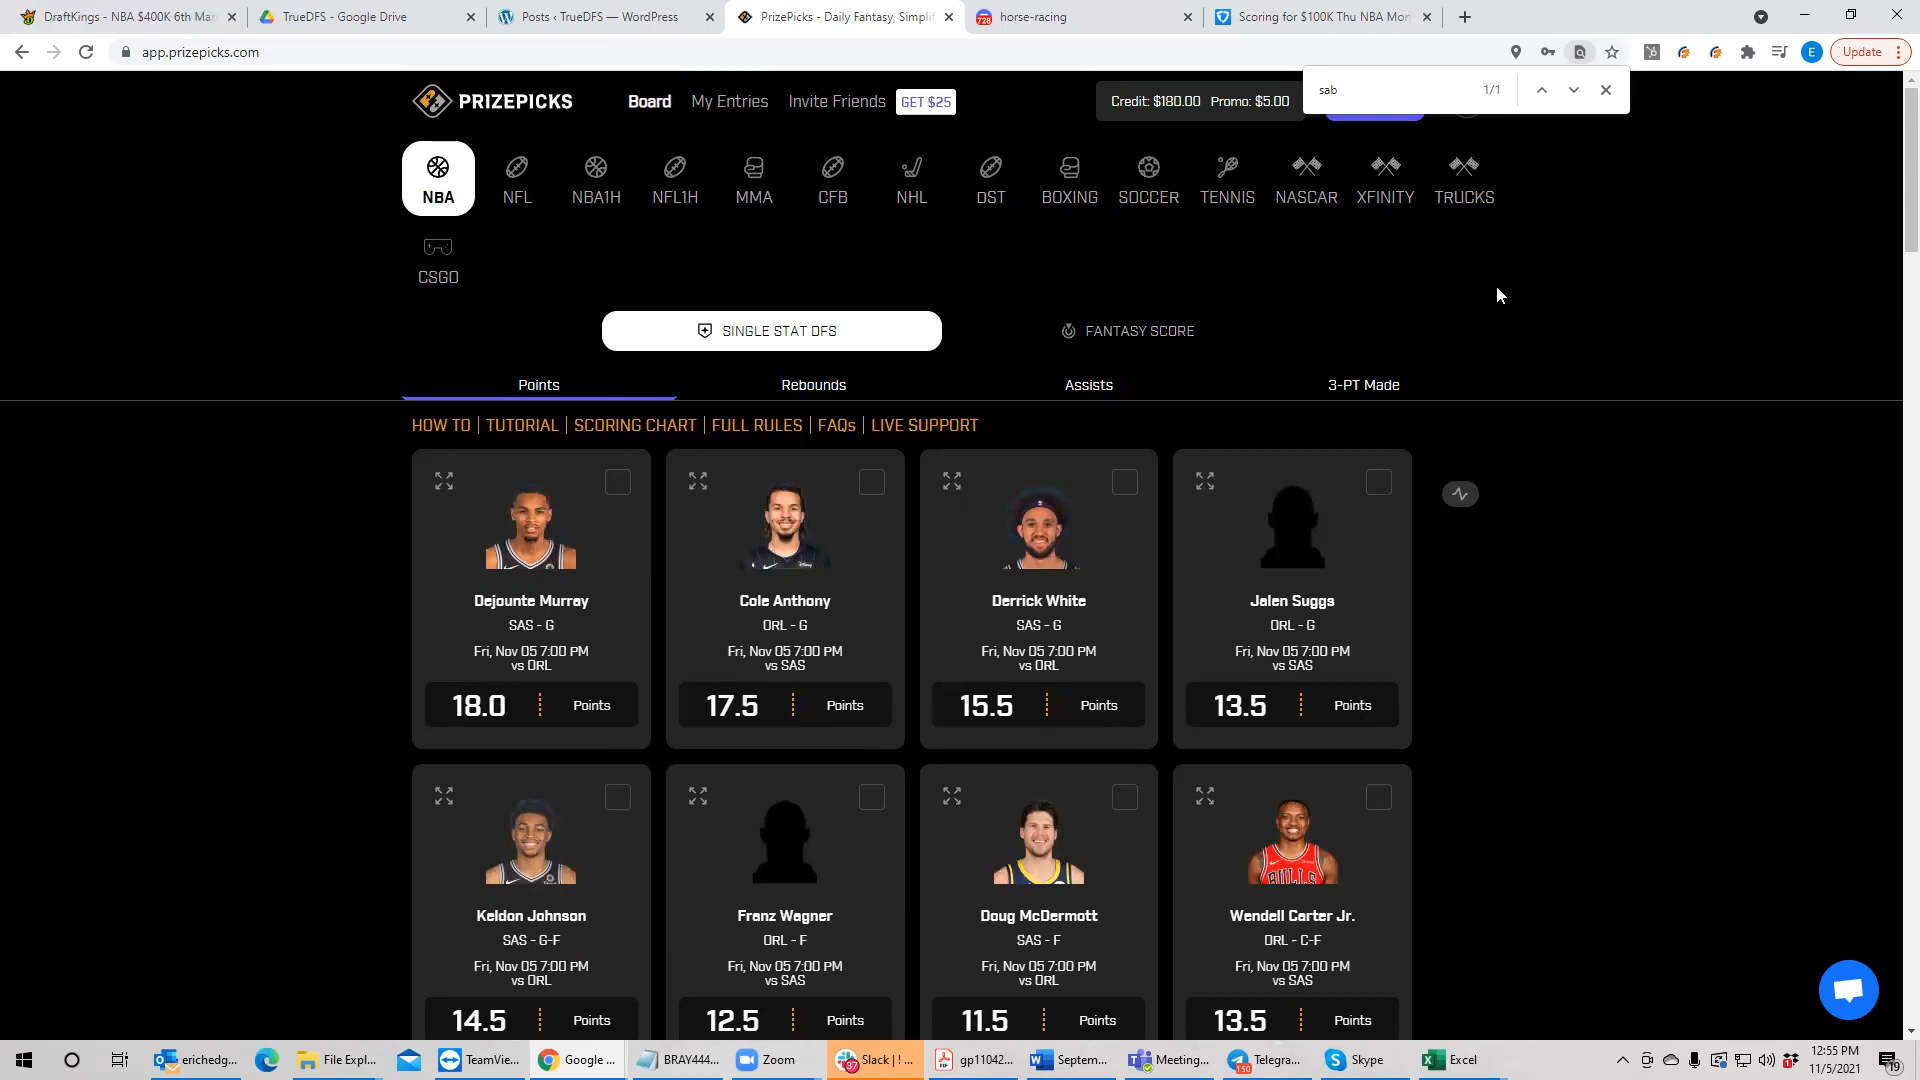 DraftKings - NBA $400K 6th Mar
TrueDFS - Google Drive
Posts ‹ TrueDFS — WordPress
PrizePicks - Daily Fantasy, Simplif
728
horse-racing
Scoring for $100K Thu NBA Mon
app.prizepicks.com
E
Update
sab
1/1
PRIZEPICKS
Board
My Entries
Invite Friends
GET $25
Credit: $180.00 Promo: $5.00
NBA
NFL
NBA1H
NFL1H
MMA
CFB
NHL
DST
BOXING
SOCCER
TENNIS
NASCAR
XFINITY
TRUCKS
CSGO
SINGLE STAT DFS
FANTASY SCORE
Points
Rebounds
Assists
3-PT Made
HOW TO | TUTORIAL | SCORING CHART | FULL RULES | FAQs | LIVE SUPPORT
Dejounte Murray
SAS - G
Fri, Nov 05 7:00 PM
vs ORL
18.0 Points
Cole Anthony
ORL - G
Fri, Nov 05 7:00 PM
vs SAS
17.5 Points
Derrick White
SAS - G
Fri, Nov 05 7:00 PM
vs ORL
15.5 Points
Jalen Suggs
ORL - G
Fri, Nov 05 7:00 PM
vs SAS
13.5 Points
Keldon Johnson
SAS - G-F
Fri, Nov 05 7:00 PM
vs ORL
14.5 Points
Franz Wagner
ORL - F
Fri, Nov 05 7:00 PM
vs SAS
12.5 Points
Doug McDermott
SAS - F
Fri, Nov 05 7:00 PM
vs ORL
11.5 Points
BULLS
Wendell Carter Jr.
ORL - C-F
Fri, Nov 05 7:00 PM
vs SAS
13.5 Points
erichedg...
File Expl...
TeamVie...
Google ...
BRAY444...
Zoom
37
Slack | ! ...
gp11042...
Septem...
Meeting...
150
Telegra...
Skype
Excel
12:55 PM
11/5/2021
19